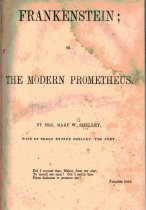 FRANKENSTEIN;
OR,
THE MODERN PROMETHEUS.
BY MRS. MARY W. SHELLEY,
WIFE OF PERCY BYSSHE SHELLEY, THE POET.
Did I request thee, Maker, from my clay,
To mould me man? Did I solicit thee
From darkness to promote me?
PARADISE LOST.